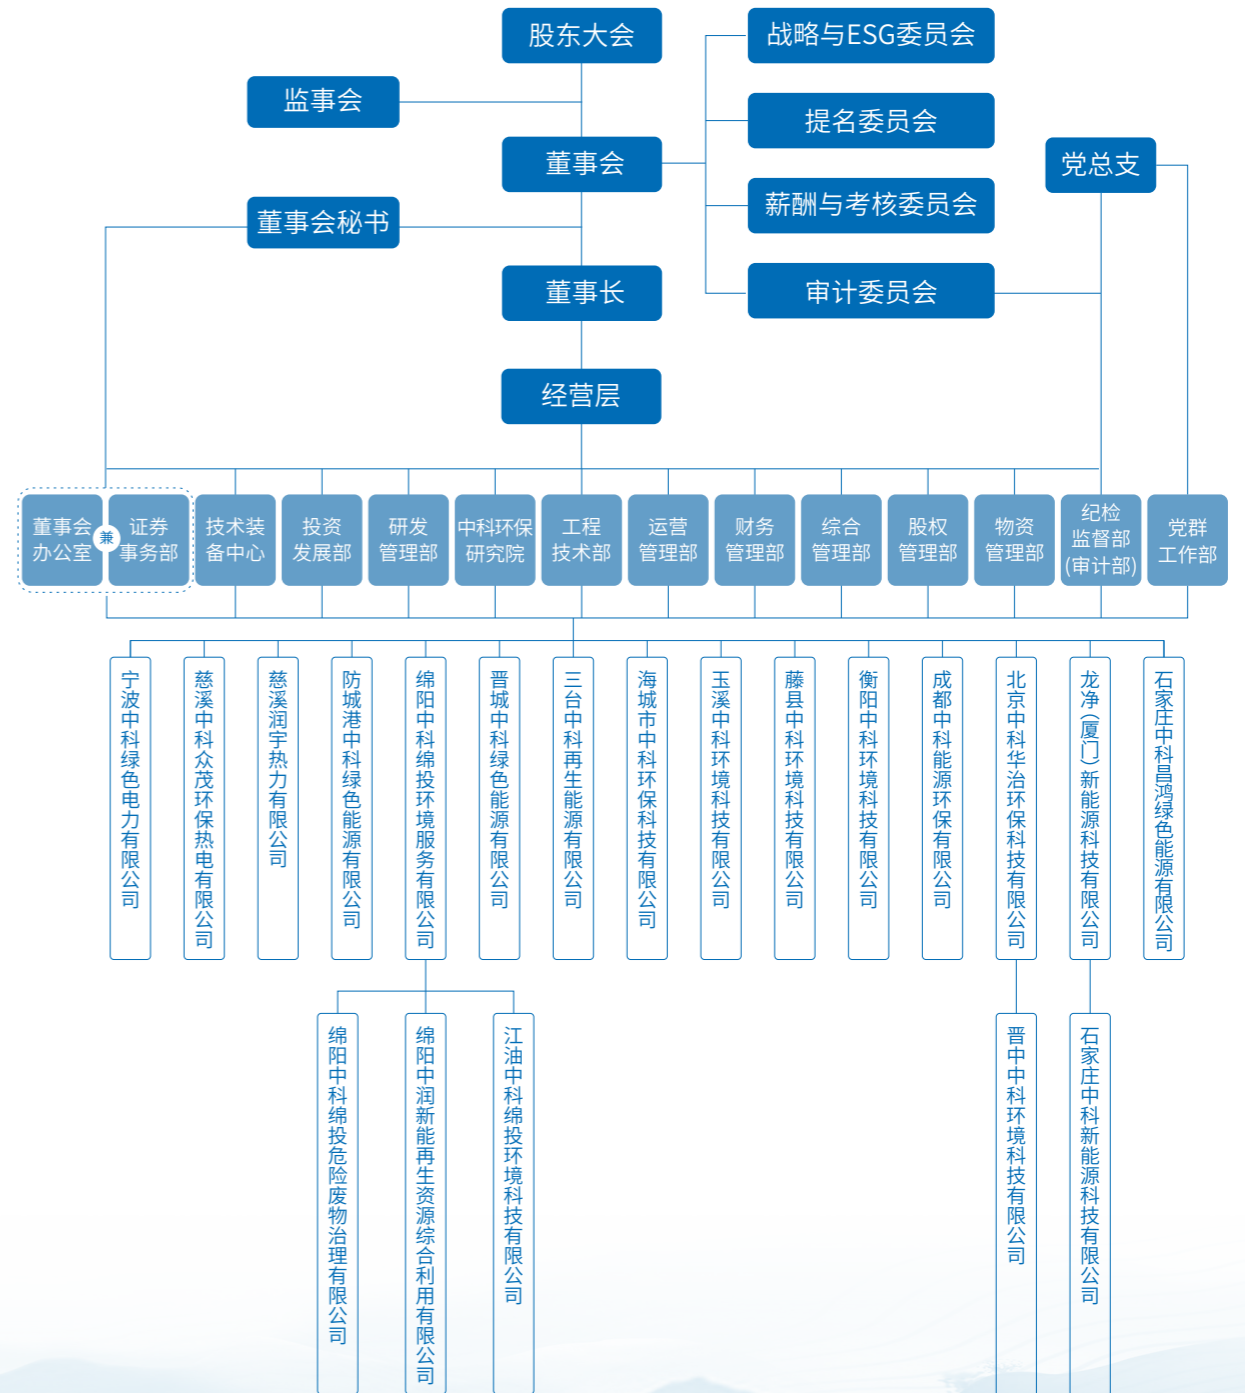 股东大会
战略与ESG委员会
监事会
提名委员会
董事会
党总支
薪酬与考核委员会
董事会秘书
董事长
审计委员会
经营层
董事会
办公室
兼
证券
事务部
技术装
备中心
投资
发展部
研发
管理部
中科环保
研究院
工程
技术部
运营
管理部
财务
管理部
综合
管理部
股权
管理部
物资
管理部
纪检
监督部
(审计部)
党群
工作部
宁波中科绿色电力有限公司
慈溪中科众茂环保热电有限公司
慈溪润宇热力有限公司
防城港中科绿色能源有限公司
绵阳中科绵投环境服务有限公司
晋城中科绿色能源有限公司
三台中科再生能源有限公司
海城市中科环保科技有限公司
玉溪中科环境科技有限公司
藤县中科环境科技有限公司
衡阳中科环境科技有限公司
成都中科能源环保有限公司
北京中科华治环保科技有限公司
龙净（厦门）新能源科技有限公司
石家庄中科昌鸿绿色能源有限公司
绵阳中科绵投危险废物治理有限公司
绵阳中润新能再生资源综合利用有限公司
江油中科绵投环境科技有限公司
晋中中科环境科技有限公司
石家庄中科新能源科技有限公司